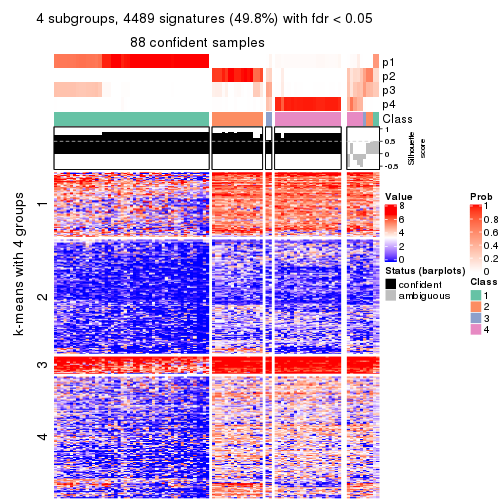 4 subgroups, 4489 signatures (49.8%) with fdr < 0.05
88 confident samples
p1
p2
p3
p4
Class
1
0.5
0
-0.5
Silhouette
score
k-means with 4 groups
1
2
3
4
Value
8
6
4
2
0
Status (barplots)
confident
ambiguous
Prob
1
0.8
0.6
0.4
0.2
0
Class
1
2
3
4